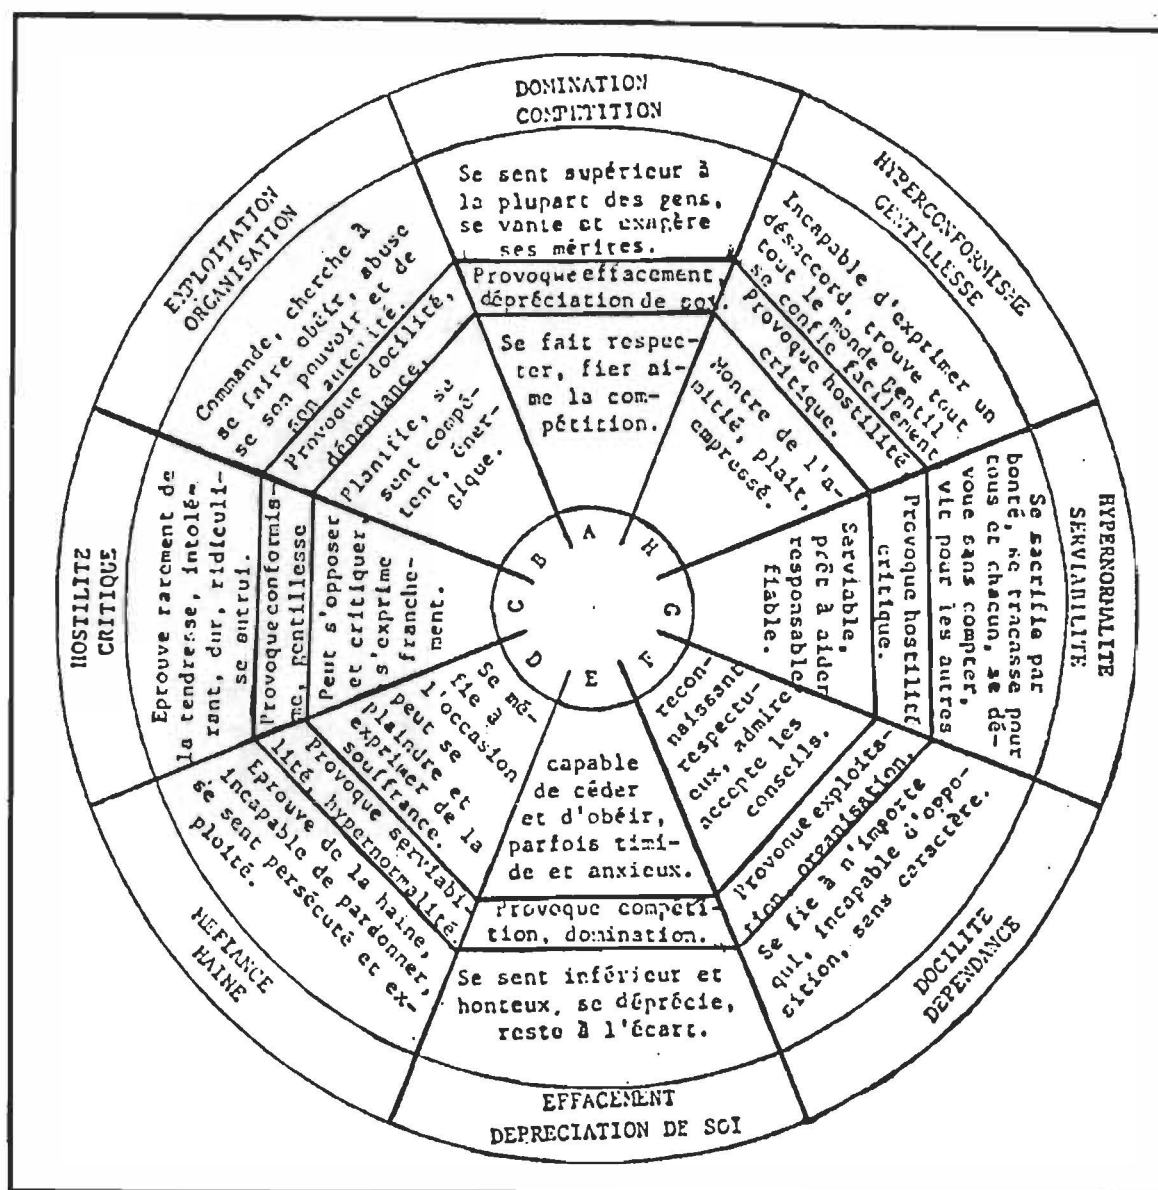 DOMINATION
COMPETITION
Se sent supérieur à
la plupart des gens,
se vante et exagère
ses mérites.
Provoque effacement,
dépréciation de soi.
Se fait respec-
ter, fier ai-
me la com-
pétition.
A
HYPERCONFORMISME
GENTILLESSE
Incapable d'exprimer un
désaccord, trouve tout
tout le monde gentil
se confie facilement
Provoque hostilité
critique.
Montre de l'a-
mitié, plait,
empressé.
H
HYPERNORMALITE
SERVIABILITE
Se sacrifie par
bonté, se tracasse pour
tous et chacun, se dé-
voue sans compter,
vit pour les autres
Provoque hostilité
critique.
Serviable,
prêt à aider
responsable
fiable.
G
DOCILITE
DEPENDANCE
recon-
naissant
respectu-
eux, admire
accepte les
conseils.
Provoque exploita-
tion, organisation.
Se fie à n'importe
qui, incapable d'oppo-
sition, sans caractère.
F
EFFACEMENT
DEPRECIATION DE SOI
capable
de céder
et d'obéir,
parfois timi-
de et anxieux.
Provoque compéti-
tion, domination.
Se sent inférieur et
honteux, se déprécie,
reste à l'écart.
E
MEFIANCE
HAINE
Se mé-
fie à
l'occasion
peut se
plaindre et
exprimer de la
souffrance.
Provoque serviabi-
lité, hypernormalité.
Eprouve de la haine,
incapable de pardonner,
se sent persécuté et ex-
ploité.
D
HOSTILITE
CRITIQUE
Eprouve rarement de
la tendresse, intolé-
rant, dur, ridiculi-
se autrui.
Provoque conformis-
me, gentillesse
Peut s'opposer
et critiquer,
s'exprime
franche-
ment.
C
EXPLOITATION
ORGANISATION
Commande, cherche à
se faire obéir, abuse
se son pouvoir et de
son autorité.
Provoque docilité,
dépendance,
Planifie, se
sent compé-
tent, éner-
gique.
B